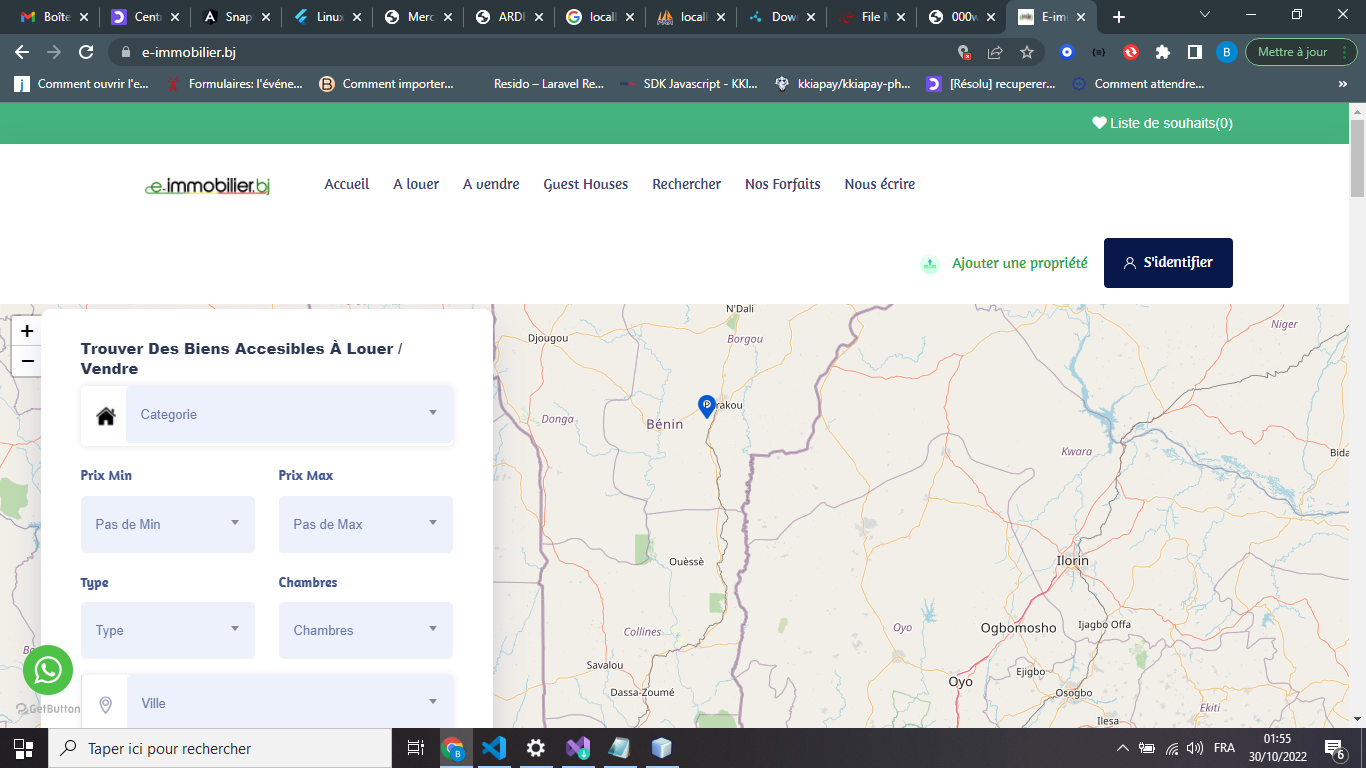 Boîte
Centr
Snap
Linux
Merc
ARDI
locall
locall
Dow
File M
000w
E-im
e-immobilier.bj
B
Mettre à jour
Comment ouvrir l'e...
Formulaires: l'événe...
Comment importer...
Resido – Laravel Re...
SDK Javascript - KKI...
kkiapay/kkiapay-ph...
[Résolu] recuperer...
Comment attendre...
»
Liste de souhaits(0)
e-immobilier.bj
Accueil
A louer
A vendre
Guest Houses
Rechercher
Nos Forfaits
Nous écrire
Ajouter une propriété
S'identifier
+
−
Trouver Des Biens Accesibles À Louer /
Vendre
Categorie
Prix Min
Prix Max
Pas de Min
Pas de Max
Type
Chambres
Type
Chambres
Ville
GetButton
N'Dali
Djougou
Borgou
Niger
P
rakou
Donga
Bénin
Kwara
Bida
Ouèssè
Ilorin
Collines
Oyo
Ogbomosho
Ijagbo Offa
Savalou
Ejigbo
Dassa-Zoumé
Oyo
Osogbo
Ekiti
Ilesa
Taper ici pour rechercher
B
FRA
01:55
30/10/2022
6